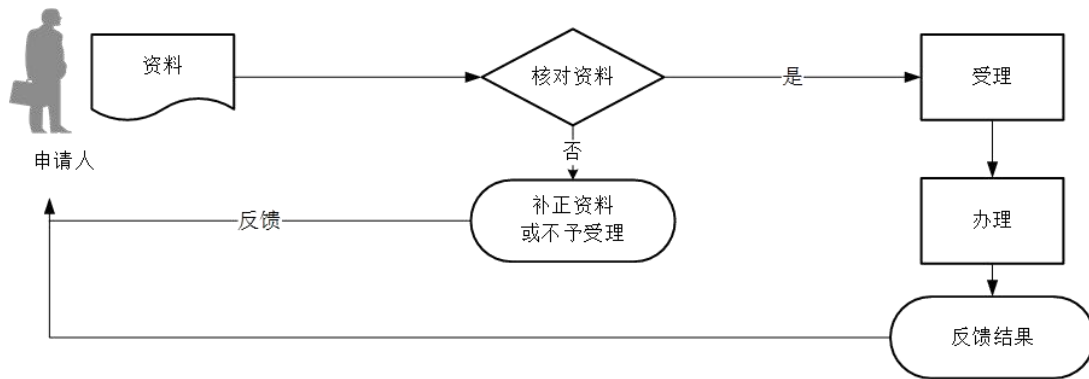 资料
核对资料
是
受理
申请人
否
补正资料
或不予受理
反馈
办理
反馈结果